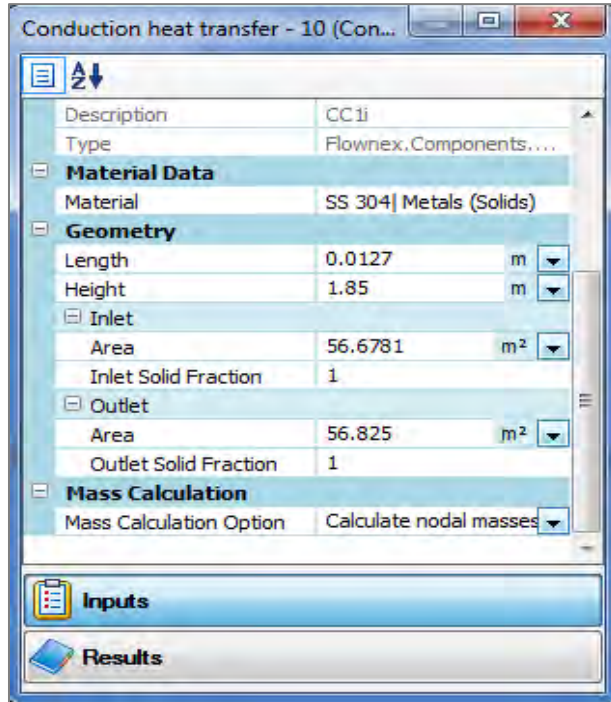 Conduction heat transfer - 10 (Con...
Description CC1i
Type Flownex.Components....
Material Data
Material SS 304| Metals (Solids)
Geometry
Length 0.0127 m
Height 1.85 m
Inlet
Area 56.6781 m²
Inlet Solid Fraction 1
Outlet
Area 56.825 m²
Outlet Solid Fraction 1
Mass Calculation
Mass Calculation Option Calculate nodal masses
Inputs
Results